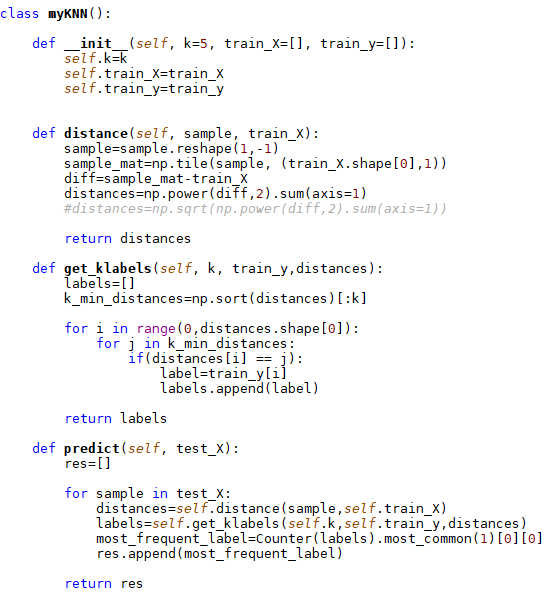 class myKNN():
    def __init__(self, k=5, train_X=[], train_y=[]):
        self.k=k
        self.train_X=train_X
        self.train_y=train_y
    def distance(self, sample, train_X):
        sample=sample.reshape(1,-1)
        sample_mat=np.tile(sample, (train_X.shape[0],1))
        diff=sample_mat-train_X
        distances=np.power(diff,2).sum(axis=1)
        #distances=np.sqrt(np.power(diff,2).sum(axis=1))
        return distances
    def get_klabels(self, k, train_y,distances):
        labels=[]
        k_min_distances=np.sort(distances)[:k]
        for i in range(0,distances.shape[0]):
            for j in k_min_distances:
                if(distances[i] == j):
                    label=train_y[i]
                    labels.append(label)
        return labels
    def predict(self, test_X):
        res=[]
        for sample in test_X:
            distances=self.distance(sample,self.train_X)
            labels=self.get_klabels(self.k,self.train_y,distances)
            most_frequent_label=Counter(labels).most_common(1)[0][0]
            res.append(most_frequent_label)
        return res